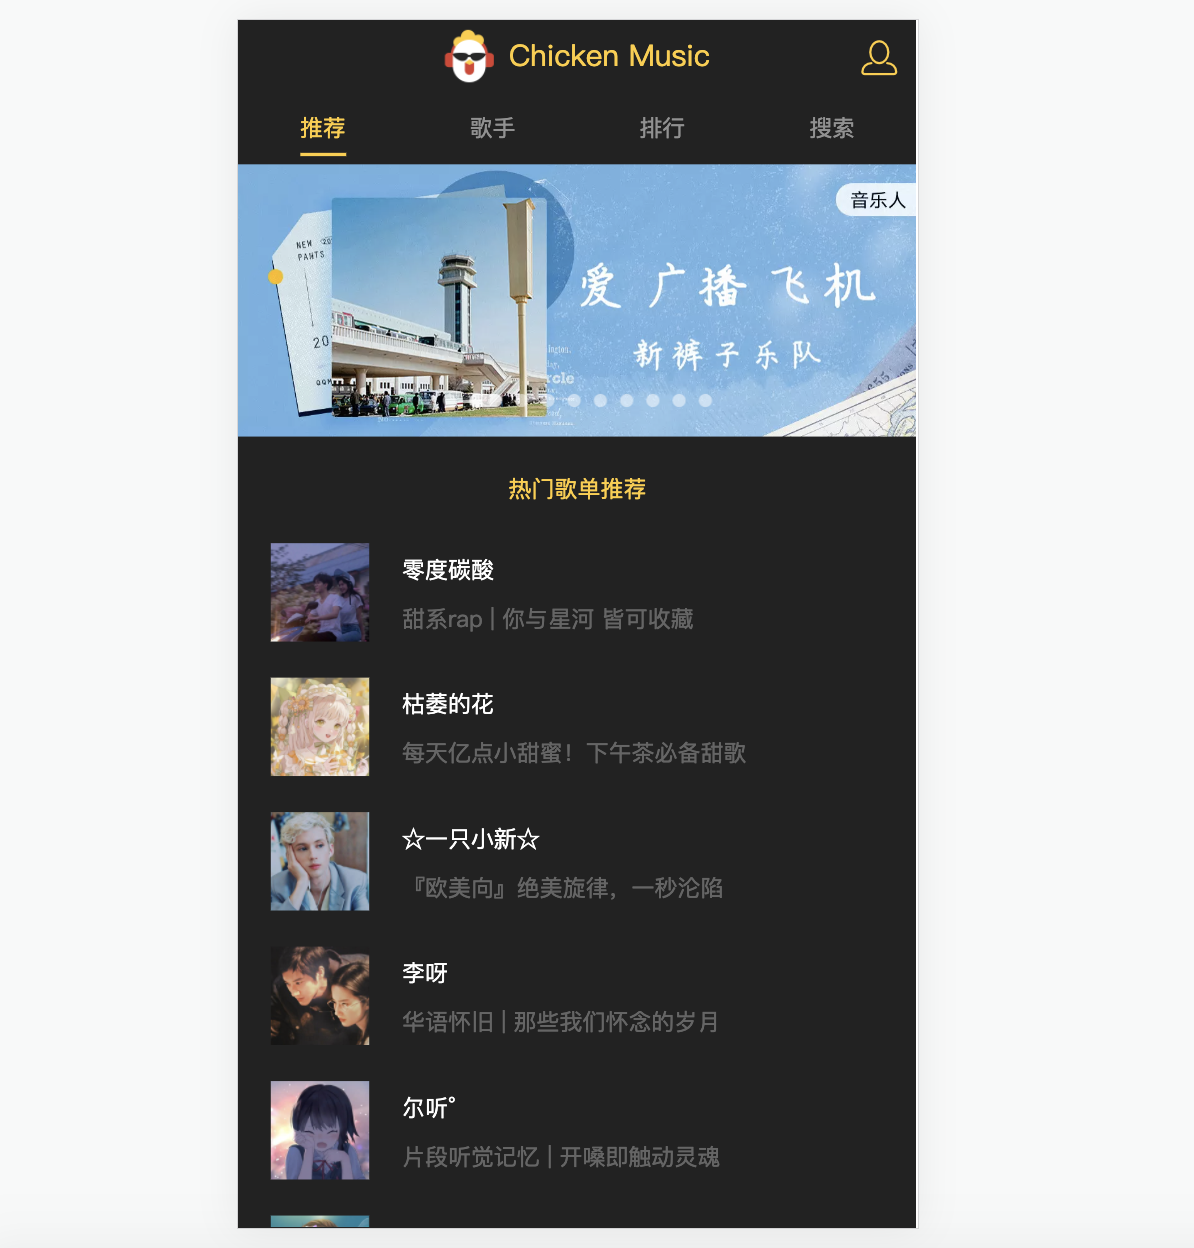 Chicken Music
推荐 歌手 排行 搜索
音乐人
NEW
PANTS
爱广播飞机
新裤子乐队
热门歌单推荐
零度碳酸
甜系rap | 你与星河 皆可收藏
枯萎的花
每天亿点小甜蜜！下午茶必备甜歌
☆一只小新☆
『欧美向』绝美旋律，一秒沦陷
李呀
华语怀旧 | 那些我们怀念的岁月
尔听°
片段听觉记忆 | 开嗓即触动灵魂